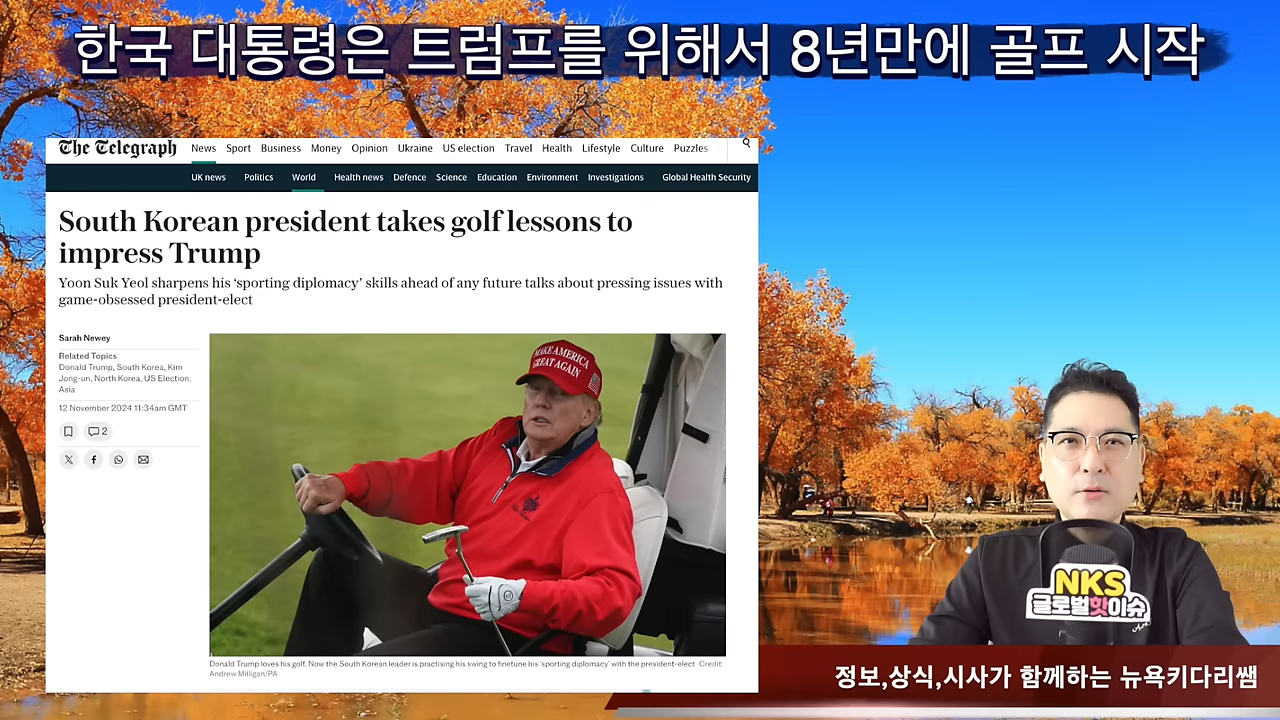 한국 대통령은 트럼프를 위해서 8년만에 골프 시작
The Telegraph News Sport Business Money Opinion Ukraine US election Travel Health Lifestyle Culture Puzzles
UK news Politics World Health news Defence Science Education Environment Investigations Global Health Security
South Korean president takes golf lessons to
impress Trump
Yoon Suk Yeol sharpens his ‘sporting diplomacy’ skills ahead of any future talks about pressing issues with
game-obsessed president-elect
Sarah Newey
Related Topics
Donald Trump, South Korea, Kim
Jong-un, North Korea, US Election,
Asia
12 November 2024 11:34am GMT
2
MAKE AMERICA
GREAT AGAIN
Donald Trump loves his golf. Now the South Korean leader is practising his swing to finetune his ‘sporting diplomacy’ with the president-elect Credit:
Andrew Milligan/PA
NKS
글로벌핫이슈
정보,상식,시사가 함께하는 뉴욕키다리쌤